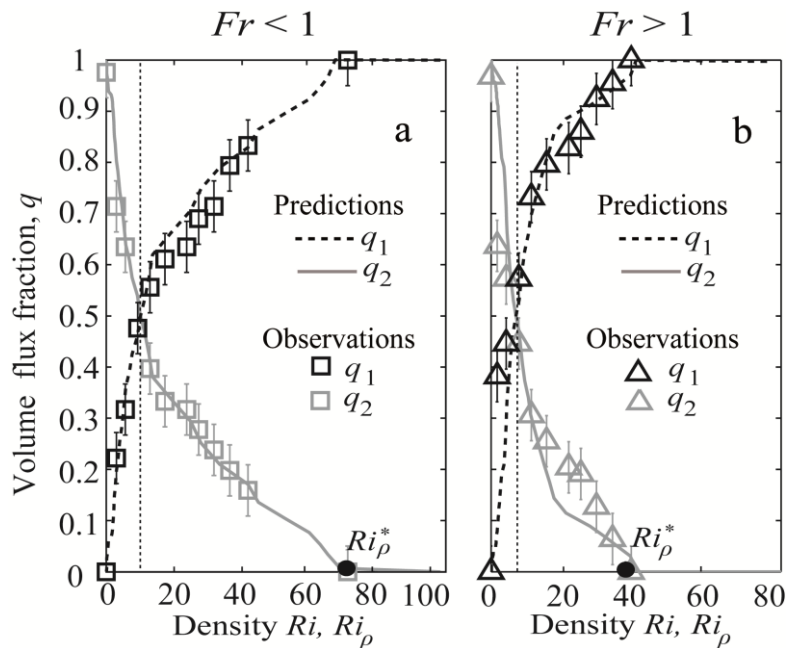 Fr < 1
Fr > 1
Volume flux fraction, q
1
0.9
0.8
0.7
0.6
0.5
0.4
0.3
0.2
0.1
0
a
Predictions
q1
q2
Observations
q1
q2
Ri*ρ
0 20 40 60 80 100
Density Ri, Riρ
b
Predictions
q1
q2
Observations
q1
q2
Ri*ρ
0 20 40 60 80
Density Ri, Riρ